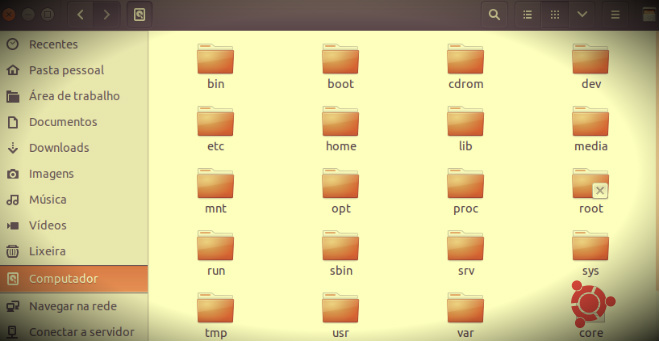 Recentes
Pasta pessoal
Área de trabalho
Documentos
Downloads
Imagens
Música
Vídeos
Lixeira
Computador
Navegar na rede
Conectar a servidor
bin boot cdrom dev
etc home lib media
mnt opt proc root
run sbin srv sys
tmp usr var core